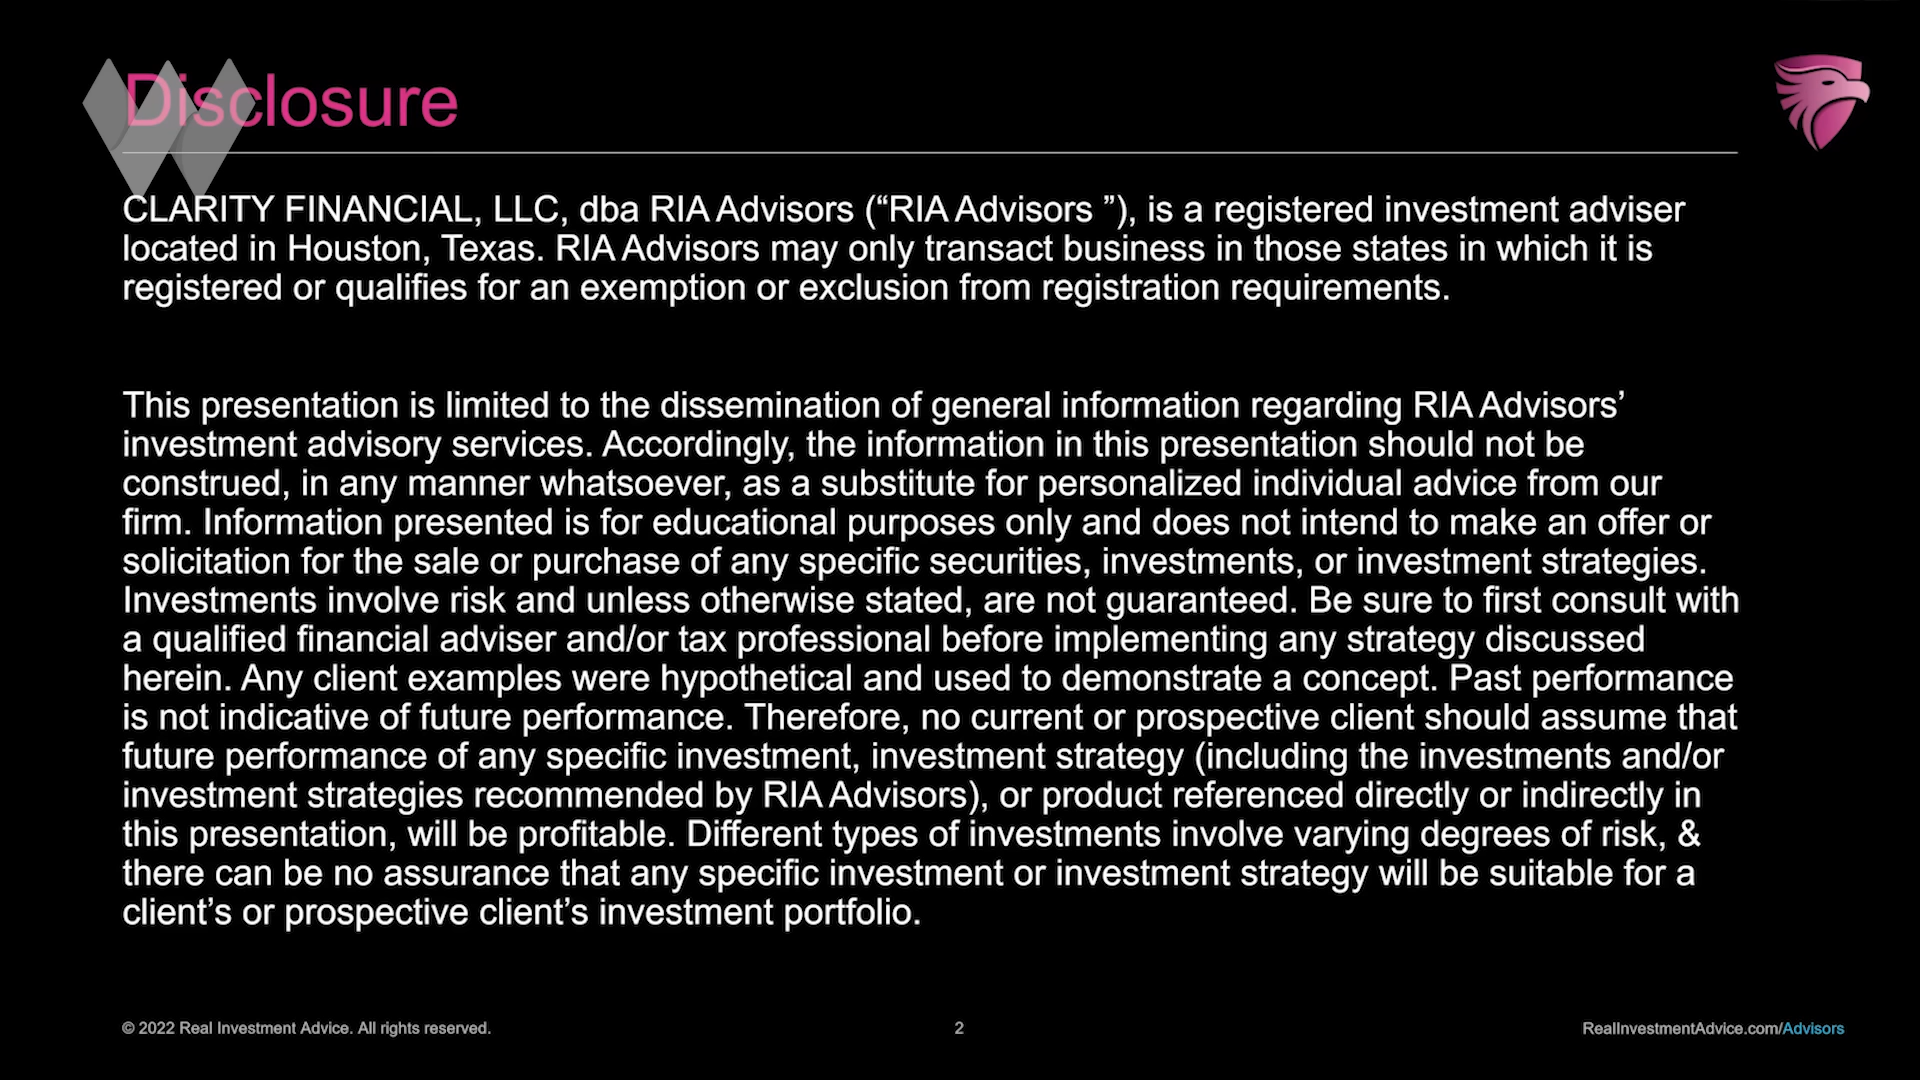 Disclosure
CLARITY FINANCIAL, LLC, dba RIA Advisors (“RIA Advisors ”), is a registered investment adviser
located in Houston, Texas. RIA Advisors may only transact business in those states in which it is
registered or qualifies for an exemption or exclusion from registration requirements.
This presentation is limited to the dissemination of general information regarding RIA Advisors’
investment advisory services. Accordingly, the information in this presentation should not be
construed, in any manner whatsoever, as a substitute for personalized individual advice from our
firm. Information presented is for educational purposes only and does not intend to make an offer or
solicitation for the sale or purchase of any specific securities, investments, or investment strategies.
Investments involve risk and unless otherwise stated, are not guaranteed. Be sure to first consult with
a qualified financial adviser and/or tax professional before implementing any strategy discussed
herein. Any client examples were hypothetical and used to demonstrate a concept. Past performance
is not indicative of future performance. Therefore, no current or prospective client should assume that
future performance of any specific investment, investment strategy (including the investments and/or
investment strategies recommended by RIA Advisors), or product referenced directly or indirectly in
this presentation, will be profitable. Different types of investments involve varying degrees of risk, &
there can be no assurance that any specific investment or investment strategy will be suitable for a
client’s or prospective client’s investment portfolio.
© 2022 Real Investment Advice. All rights reserved.
2
RealInvestmentAdvice.com/Advisors